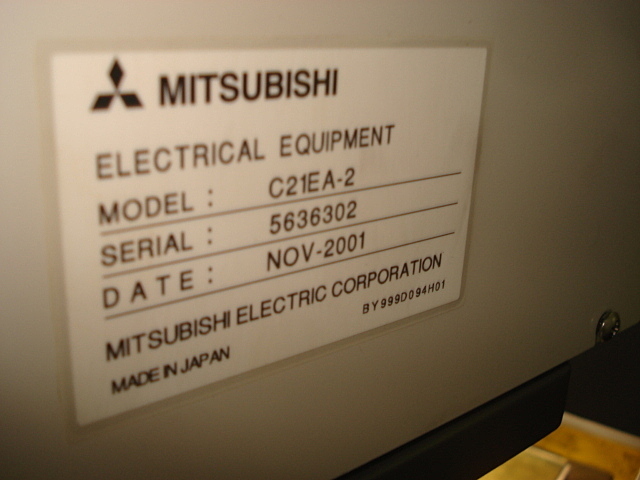 MITSUBISHI
ELECTRICAL EQUIPMENT
MODEL : C21EA-2
SERIAL : 5636302
DATE : NOV-2001
MITSUBISHI ELECTRIC CORPORATION
BY999D094H01
MADE IN JAPAN